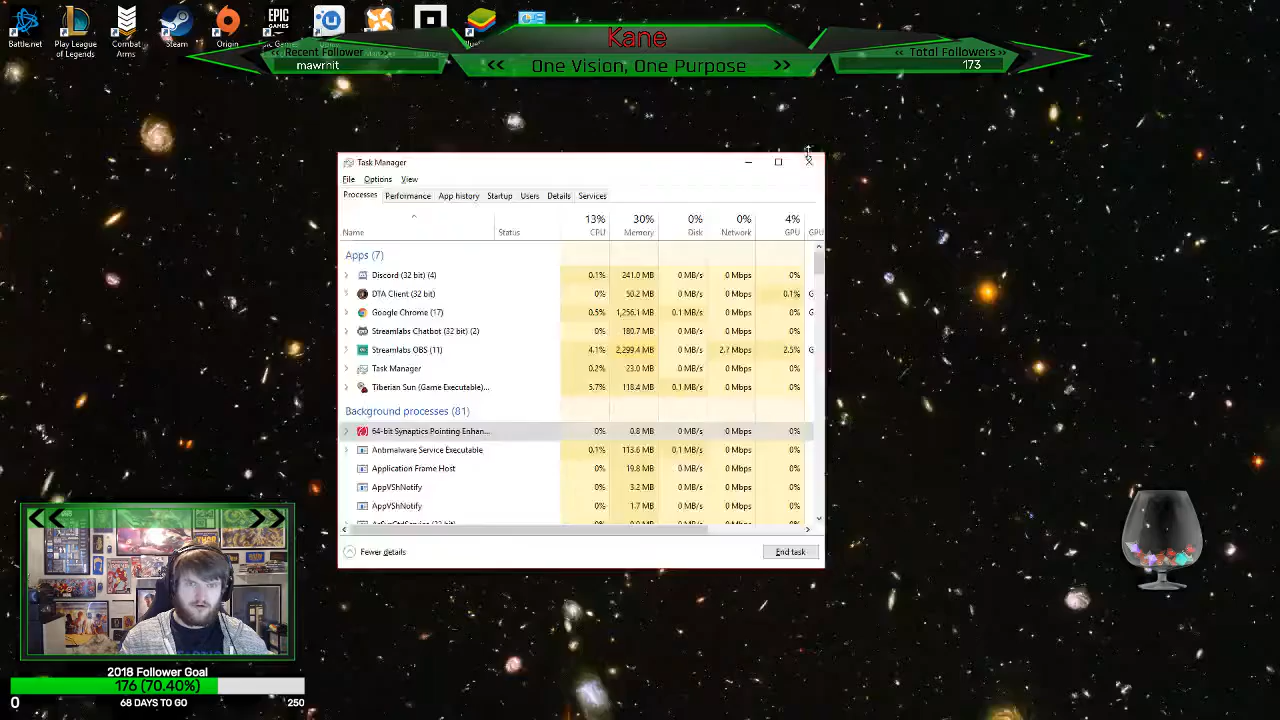 Battle.net
Play League of Legends
Combat Arms
Steam
Origin
EPIC GAMES
Kane
<< Recent Follower
<< Total Followers >>
mawrhit
<< One Vision, One Purpose >>
173
Task Manager
File Options View
Processes Performance App history Startup Users Details Services
13% 30% 0% 0% 4%
Name Status CPU Memory Disk Network GPU GPU
Apps (7)
Discord (32 bit) (4) 0.1% 241.0 MB 0 MB/s 0 Mbps 0%
DTA Client (32 bit) 0% 50.2 MB 0 MB/s 0 Mbps 0.1% G
Google Chrome (17) 0.5% 1,256.1 MB 0.1 MB/s 0 Mbps 0% G
Streamlabs Chatbot (32 bit) (2) 0% 180.7 MB 0 MB/s 0 Mbps 0%
Streamlabs OBS (11) 4.1% 2,299.4 MB 0 MB/s 2.7 Mbps 2.5% G
Task Manager 0.2% 23.0 MB 0 MB/s 0 Mbps 0%
Tiberian Sun (Game Executable)... 5.7% 118.4 MB 0.1 MB/s 0 Mbps 0%
Background processes (81)
64-bit Synaptics Pointing Enhan... 0% 0.8 MB 0 MB/s 0 Mbps 0%
Antimalware Service Executable 0.1% 113.6 MB 0.1 MB/s 0 Mbps 0%
Application Frame Host 0% 19.8 MB 0 MB/s 0 Mbps 0%
AppVShNotify 0% 3.2 MB 0 MB/s 0 Mbps 0%
AppVShNotify 0% 1.7 MB 0 MB/s 0 Mbps 0%
Fewer details End task
2018 Follower Goal
176 (70.40%)
0 68 DAYS TO GO 250